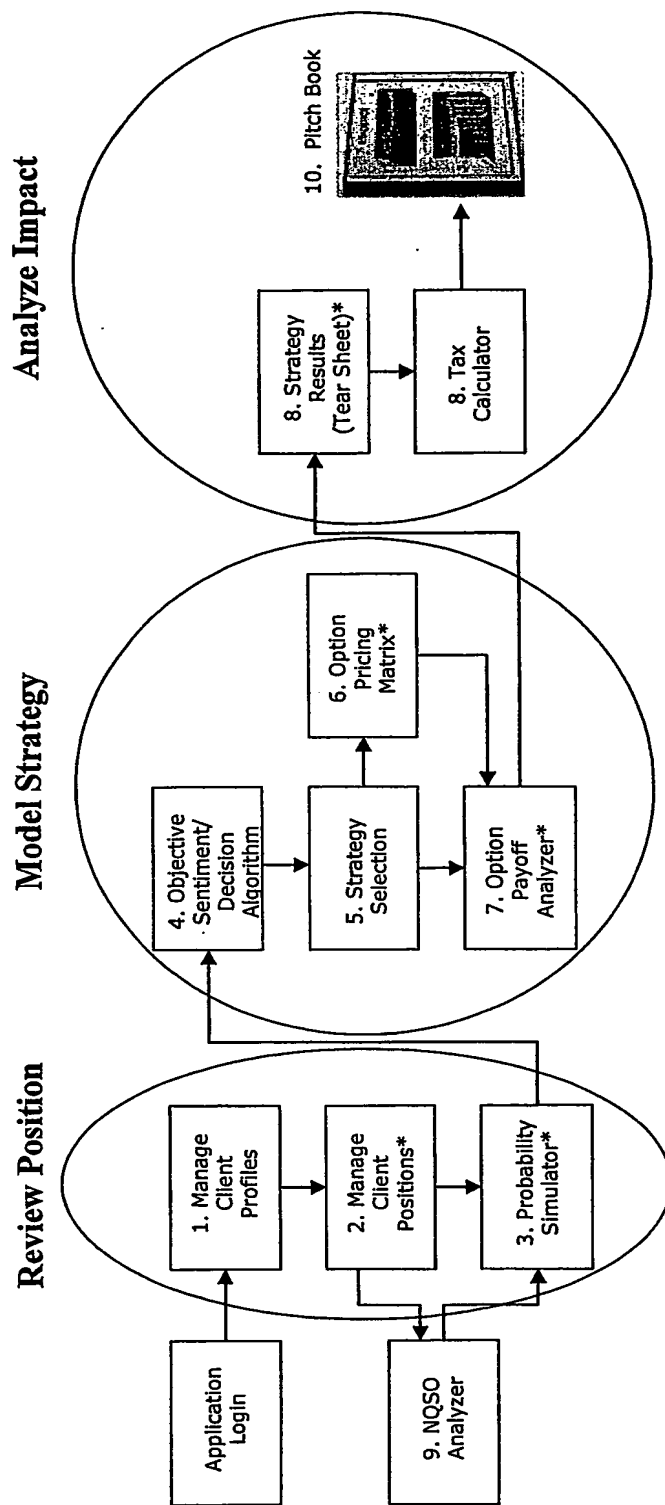 Review Position
Application
Login
1. Manage
Client
Profiles
2. Manage
Client
Positions*
9. NQSO
Analyzer
3. Probability
Simulator*
Model Strategy
4. Objective
Sentiment/
Decision
Algorithm
5. Strategy
Selection
6. Option
Pricing
Matrix*
7. Option
Payoff
Analyzer*
Analyze Impact
8. Strategy
Results
(Tear Sheet)*
8. Tax
Calculator
10. Pitch Book